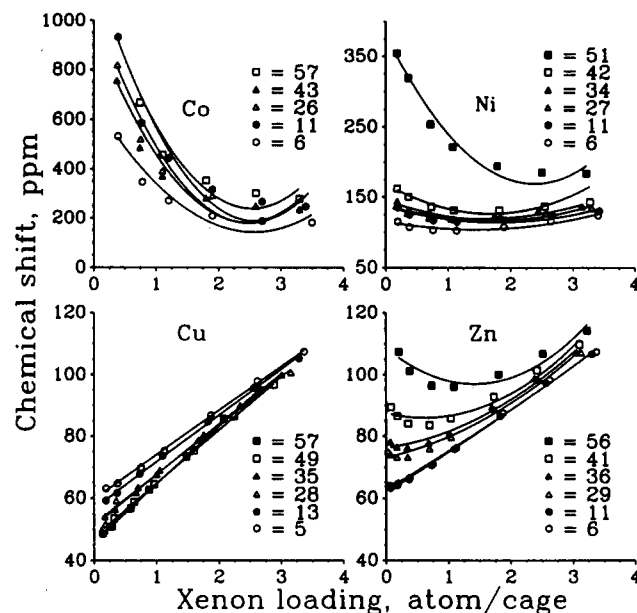 Chemical shift, ppm
1000
800
600
400
200
0
0 1 2 3 4
Co
□ = 57
▲ = 43
△ = 26
● = 11
○ = 6
350
250
150
50
0 1 2 3 4
Ni
■ = 51
□ = 42
▲ = 34
△ = 27
● = 11
○ = 6
120
100
80
60
40
0 1 2 3 4
Cu
■ = 57
□ = 49
▲ = 35
△ = 28
● = 13
○ = 5
120
100
80
60
40
0 1 2 3 4
Zn
■ = 56
□ = 41
▲ = 36
△ = 29
● = 11
○ = 6
Xenon loading, atom/cage